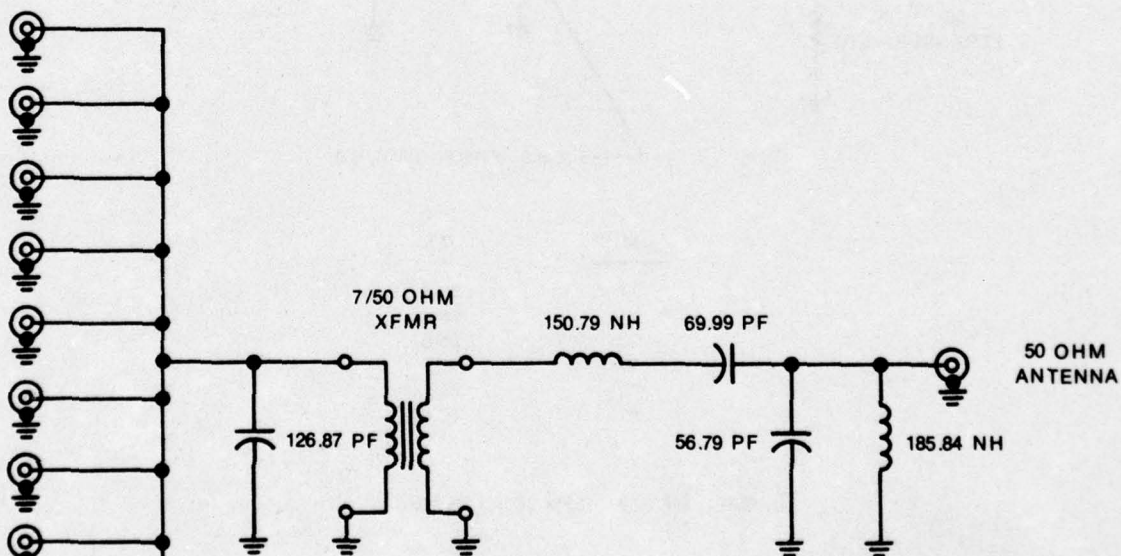 7/50 OHM
XFMR
150.79 NH
69.99 PF
50 OHM
ANTENNA
126.87 PF
56.79 PF
185.84 NH